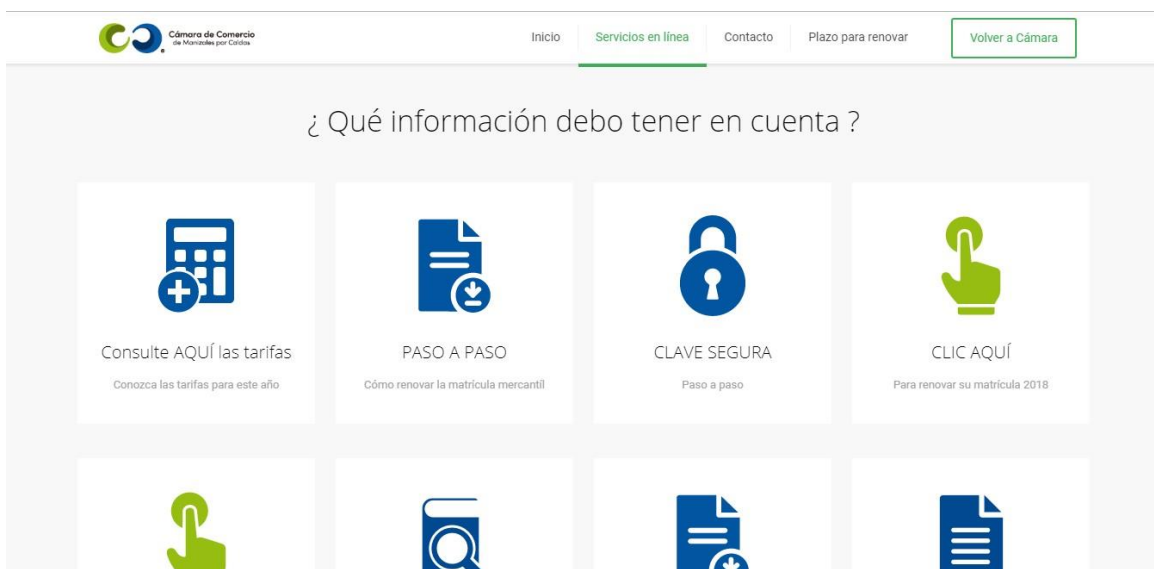 Cámara de Comercio
de Manizales por Caldas
Inicio
Servicios en línea
Contacto
Plazo para renovar
Volver a Cámara
¿ Qué información debo tener en cuenta ?
Consulte AQUÍ las tarifas
Conozca las tarifas para este año
PASO A PASO
Cómo renovar la matrícula mercantíl
CLAVE SEGURA
Paso a paso
CLIC AQUÍ
Para renovar su matrícula 2018